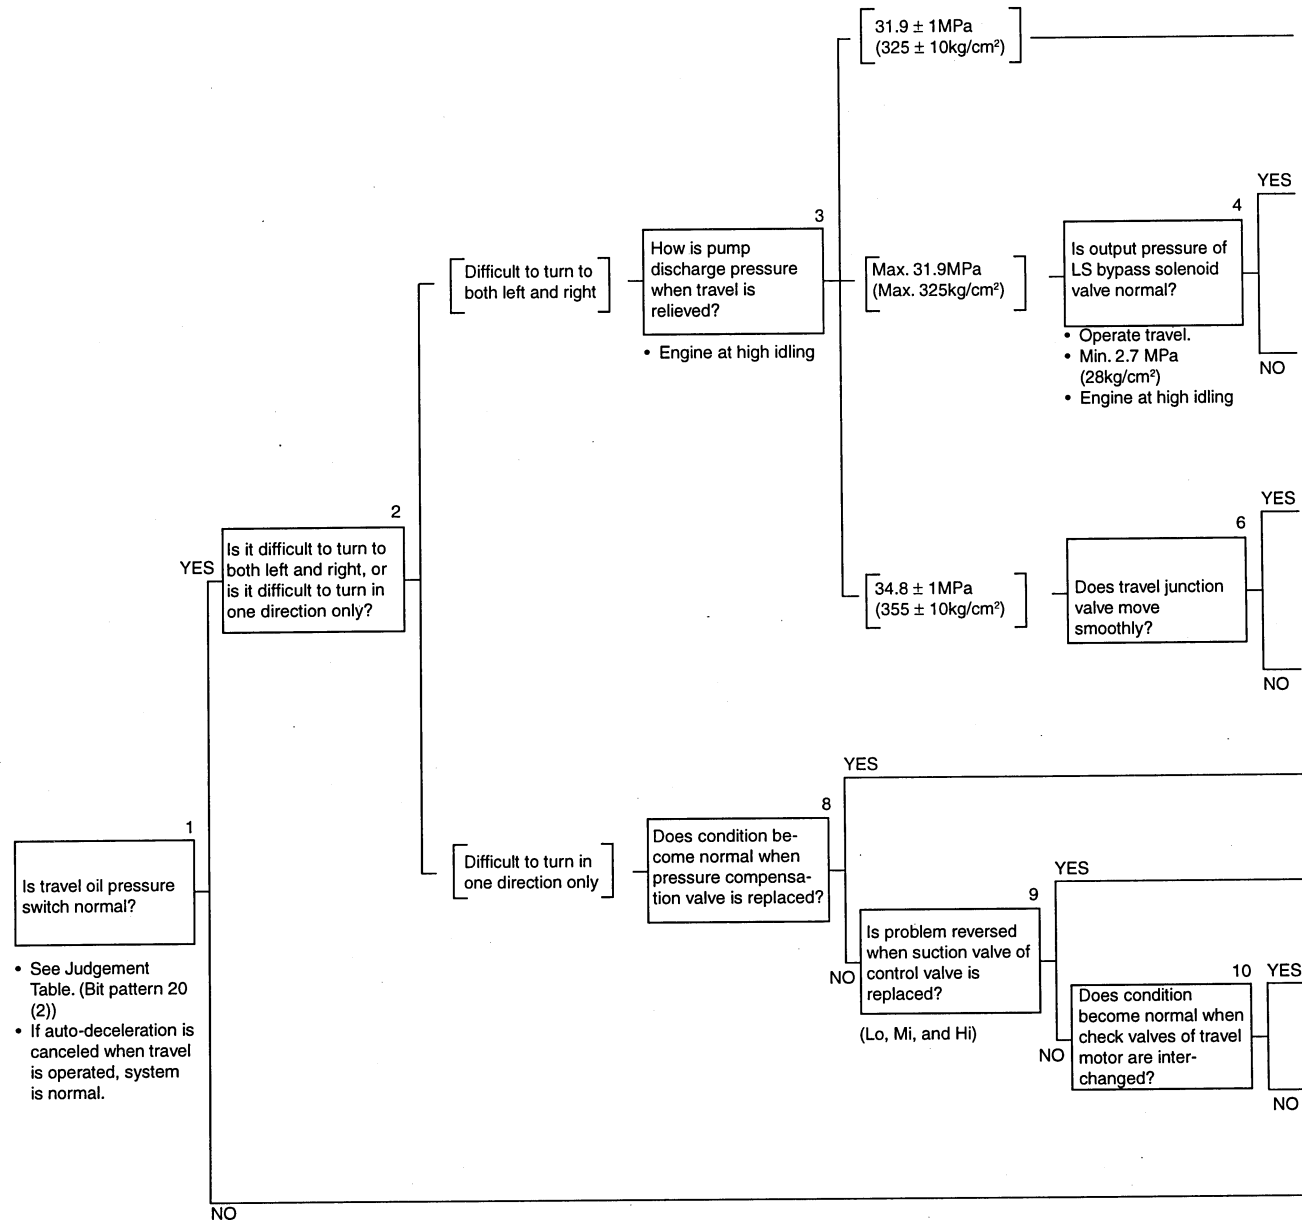 31.9 ± 1MPa
(325 ± 10kg/cm²)
YES
4
Is output pressure of
LS bypass solenoid
valve normal?
• Operate travel.
• Min. 2.7 MPa
(28kg/cm²)
• Engine at high idling
NO
3
How is pump
discharge pressure
when travel is
relieved?
• Engine at high idling
Max. 31.9MPa
(Max. 325kg/cm²)
Difficult to turn to
both left and right
2
YES
Is it difficult to turn to
both left and right, or
is it difficult to turn in
one direction only?
34.8 ± 1MPa
(355 ± 10kg/cm²)
YES
6
Does travel junction
valve move
smoothly?
NO
1
Is travel oil pressure
switch normal?
• See Judgement
Table. (Bit pattern 20
(2))
• If auto-deceleration is
canceled when travel
is operated, system
is normal.
Difficult to turn in
one direction only
8
Does condition be-
come normal when
pressure compensa-
tion valve is replaced?
YES
NO
9
Is problem reversed
when suction valve of
control valve is
replaced?
(Lo, Mi, and Hi)
YES
NO
10
Does condition
become normal when
check valves of travel
motor are inter-
changed?
YES
NO
NO